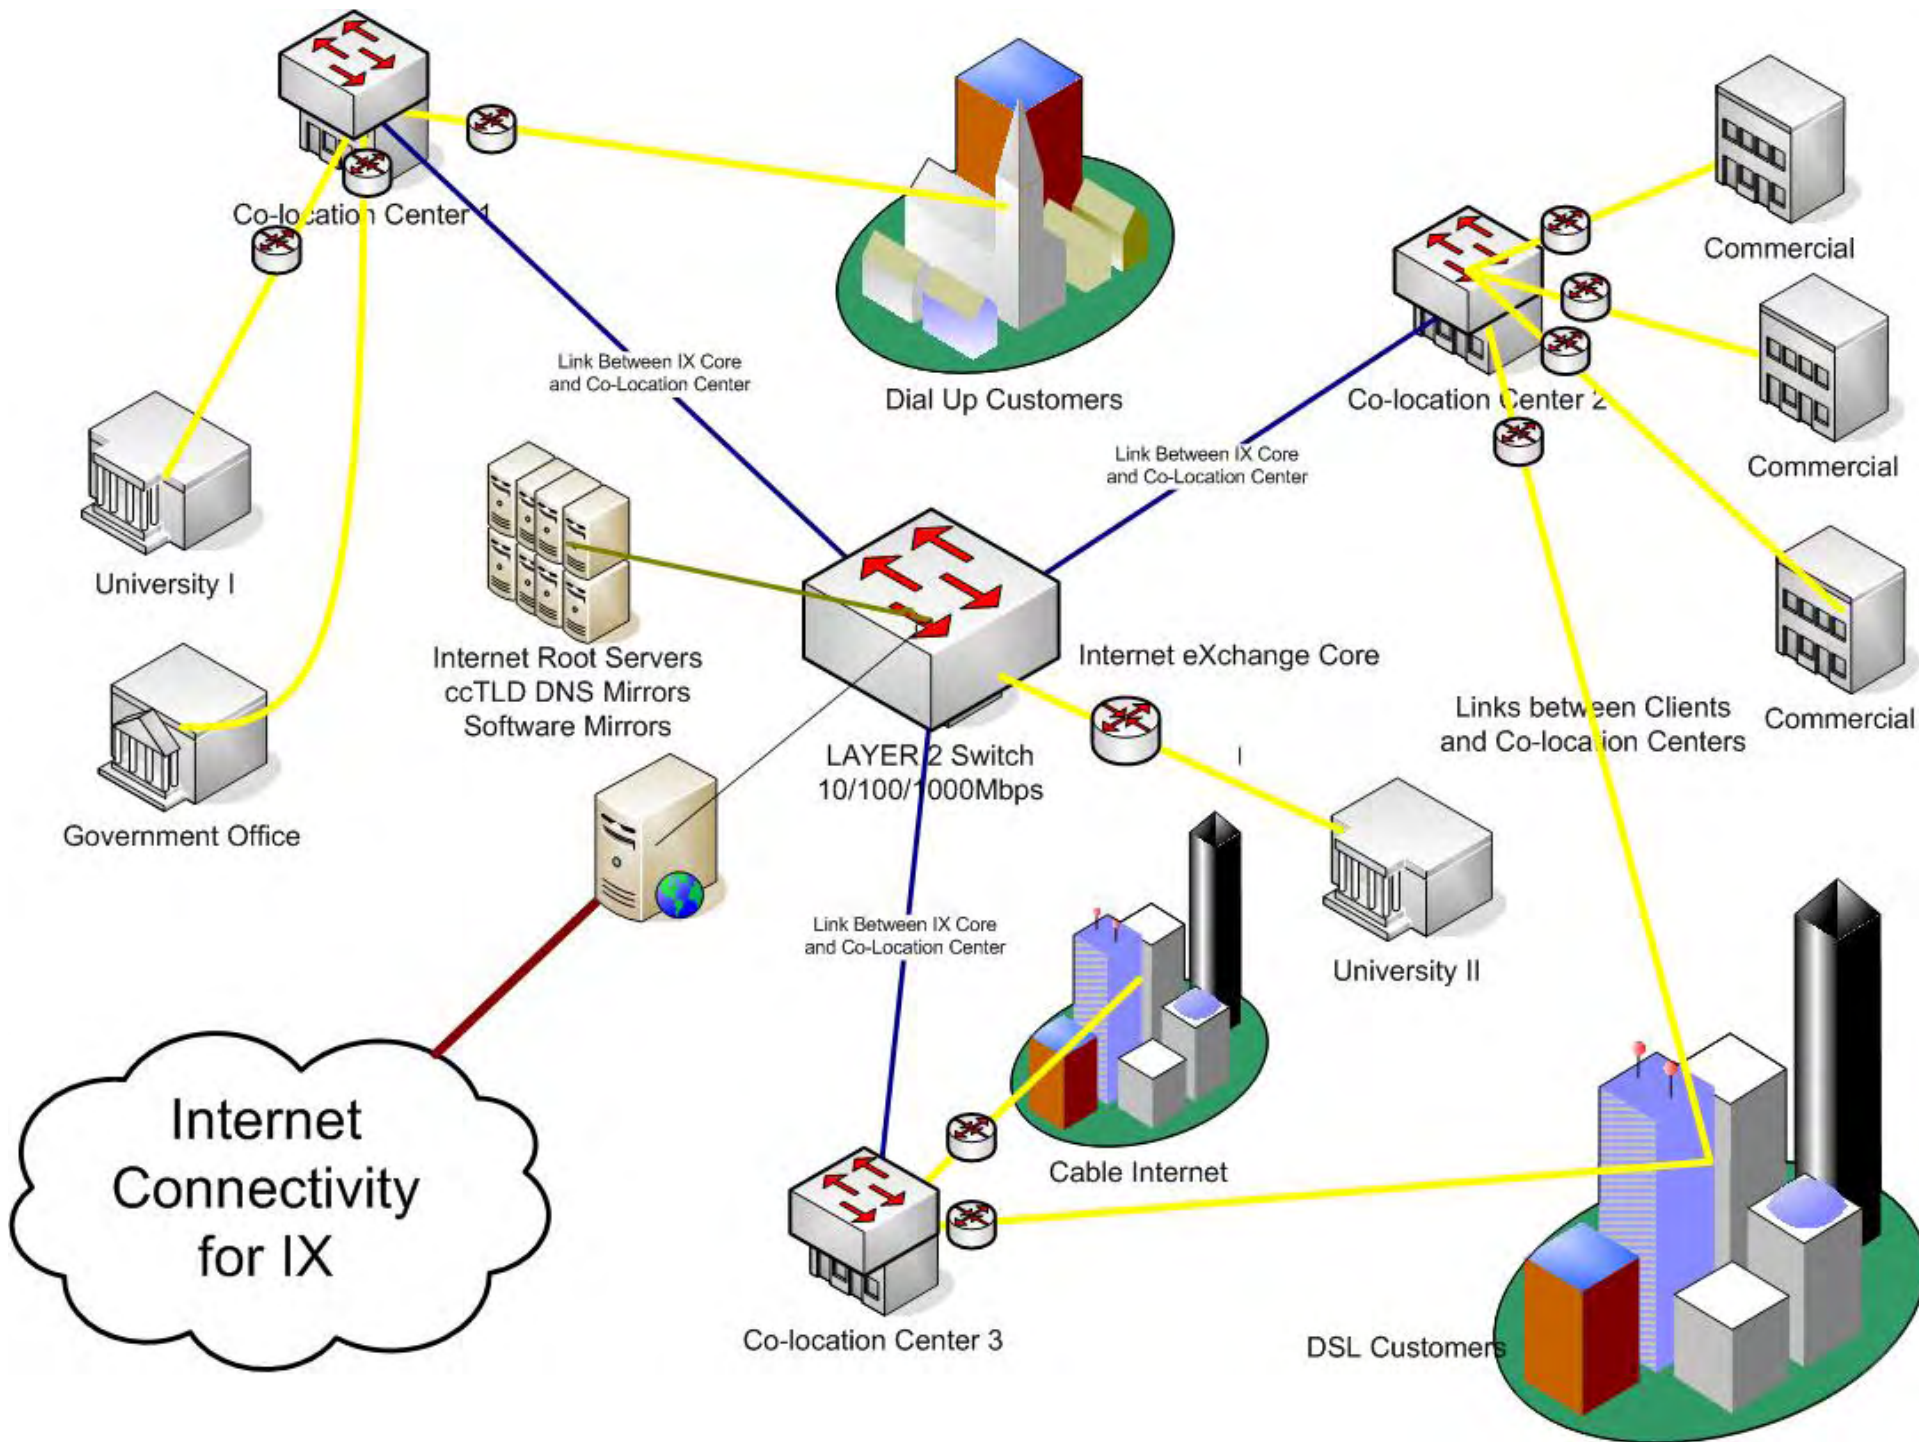 Co-location Center 1
Link Between IX Core
and Co-Location Center
Dial Up Customers
Commercial
Co-location Center 2
Commercial
Link Between IX Core
and Co-Location Center
University I
Internet Root Servers
ccTLD DNS Mirrors
Software Mirrors
Internet eXchange Core
LAYER 2 Switch
10/100/1000Mbps
I
Links between Clients
and Co-location Centers
Commercial
Government Office
Link Between IX Core
and Co-Location Center
University II
Internet
Connectivity
for IX
Cable Internet
Co-location Center 3
DSL Customers